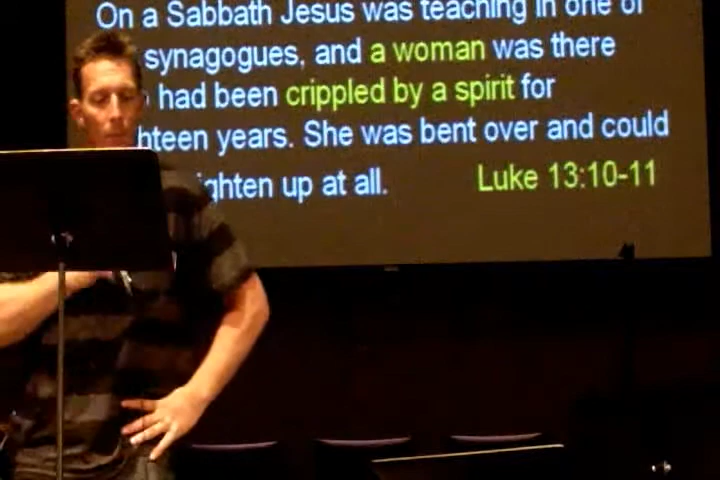 On a Sabbath Jesus was teaching in one of
synagogues, and a woman was there
had been crippled by a spirit for
hteen years. She was bent over and could
ighten up at all. Luke 13:10-11